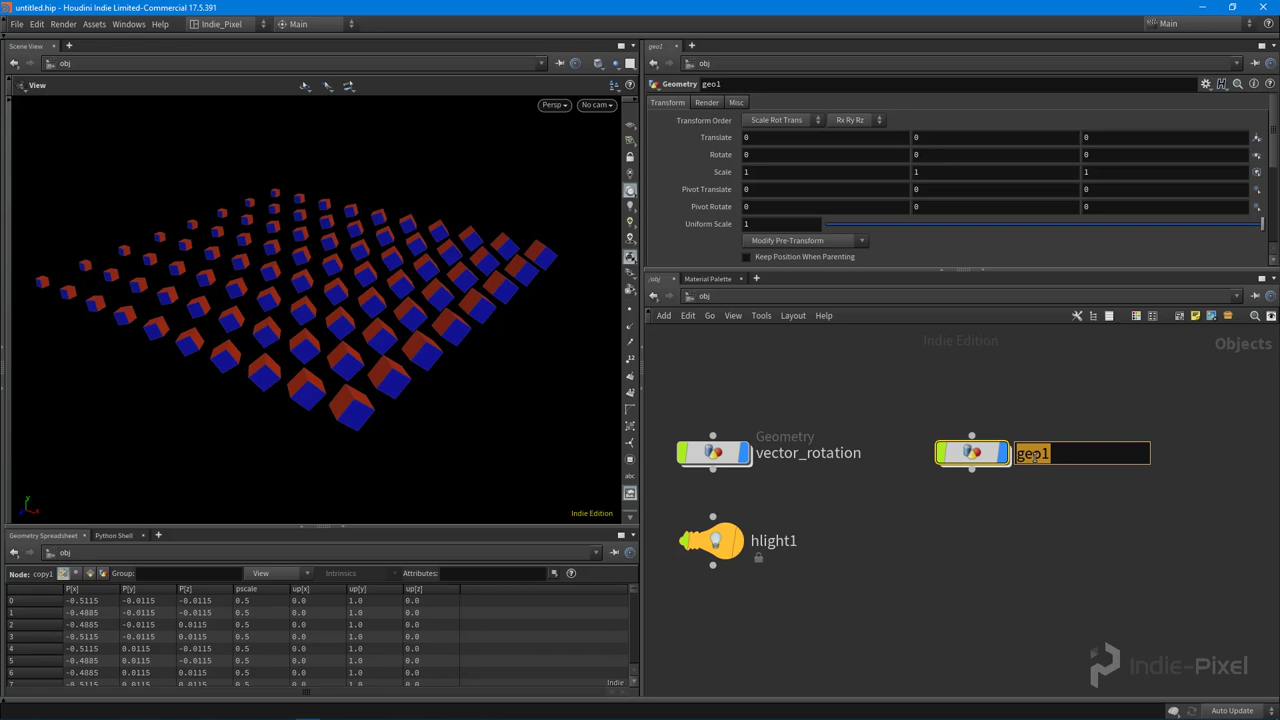 untitled.hip - Houdini Indie Limited-Commercial 17.5.391
File Edit Render Assets Windows Help Indie_Pixel Main Main
Scene View
obj
View
Persp No cam
Indie Edition
geo1
obj
Geometry geo1
Transform Render Misc
Transform Order Scale Rot Trans Rx Ry Rz
Translate 0 0 0
Rotate 0 0 0
Scale 1 1 1
Pivot Translate 0 0 0
Pivot Rotate 0 0 0
Uniform Scale 1
Modify Pre-Transform
Keep Position When Parenting
/obj Material Palette
obj
Add Edit Go View Tools Layout Help
Indie Edition Objects
Geometry
vector_rotation
geo1
hlight1
Indie-Pixel
Geometry Spreadsheet Python Shell
obj
Node: copy1 Group: View Intrinsics Attributes:
P[x] P[y] P[z] pscale up[x] up[y] up[z]
0 -0.5115 -0.0115 -0.0115 0.5 0.0 1.0 0.0
1 -0.4885 -0.0115 -0.0115 0.5 0.0 1.0 0.0
2 -0.4885 -0.0115 0.0115 0.5 0.0 1.0 0.0
3 -0.5115 -0.0115 0.0115 0.5 0.0 1.0 0.0
4 -0.4885 0.0115 -0.0115 0.5 0.0 1.0 0.0
5 -0.4885 0.0115 -0.0115 0.5 0.0 1.0 0.0
6 -0.4885 0.0115 0.0115 0.5 0.0 1.0 0.0
Indie
Auto Update